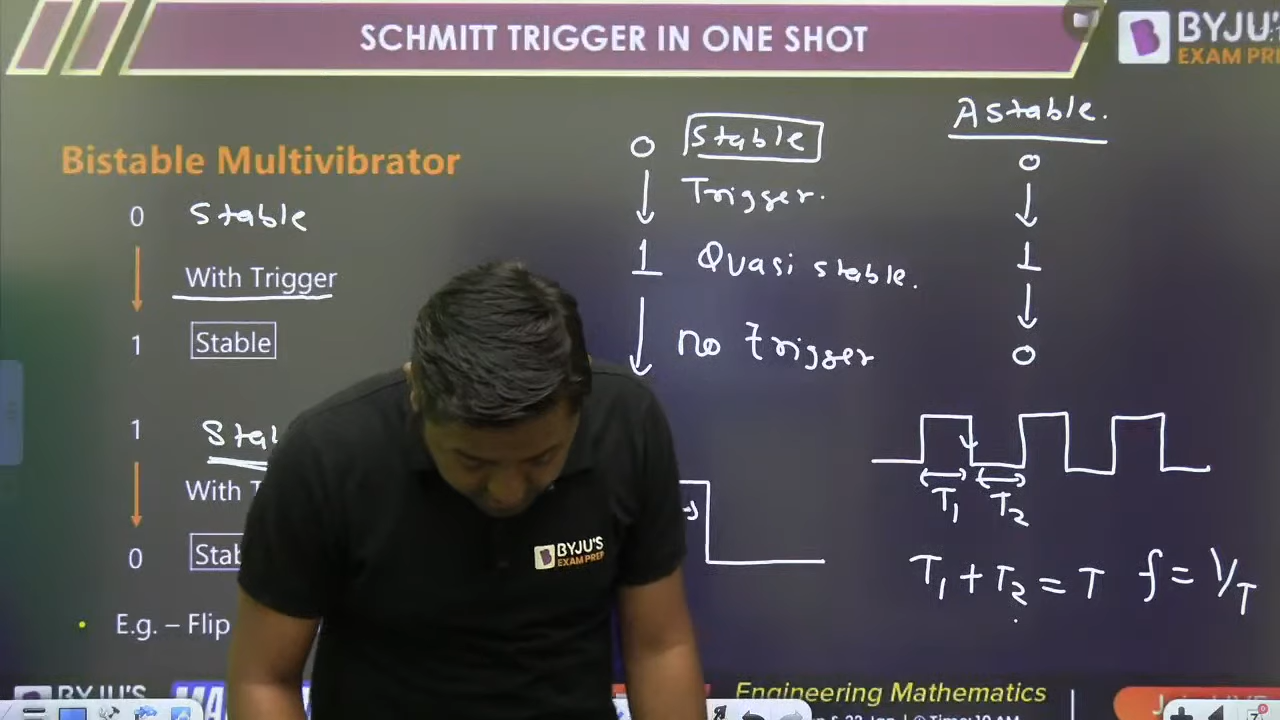 SCHMITT TRIGGER IN ONE SHOT
BYJU'S
EXAM PRE
Bistable Multivibrator
0 Stable
With Trigger
1 Stable
1 Stab
With T
0 Stab
• E.g. – Flip
0 Stable
Trigger.
1 Quasi stable.
no trigger
Astable.
0
1
0
T1 T2
T1 + T2 = T f = 1/T
BYJU'S
EXAM PREP
BYJU'S
Engineering Mathematics